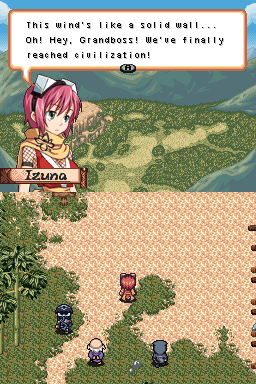 This wind's like a solid wall...
Oh! Hey, Grandboss! We've finally
reached civilization!
Izuna